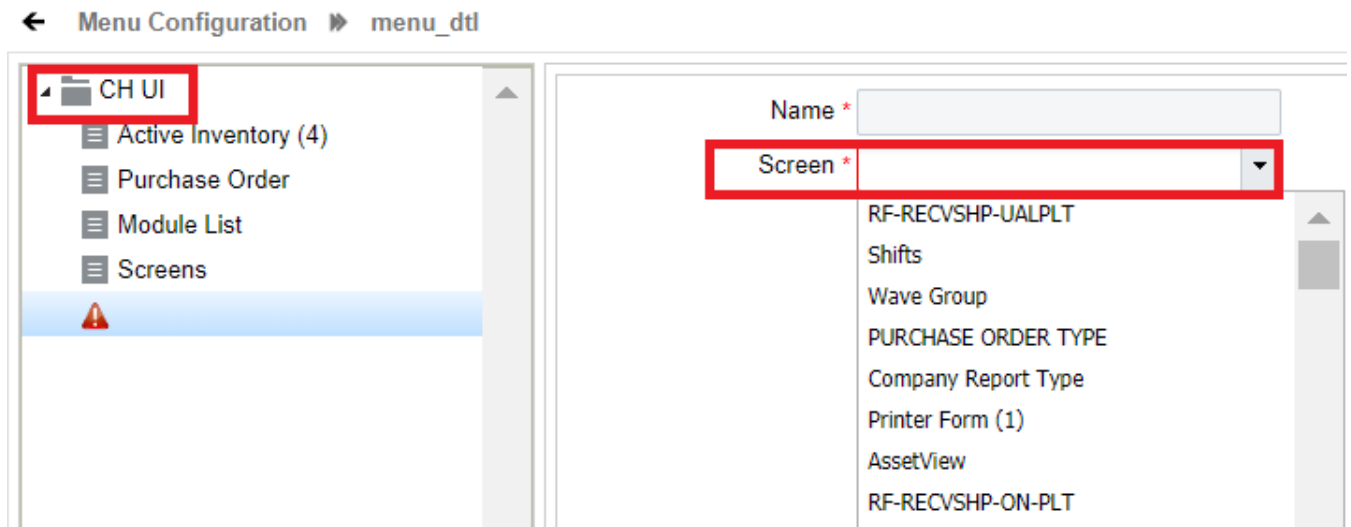 Menu Configuration menu_dtl
CH UI
Active Inventory (4)
Purchase Order
Module List
Screens
Name *
Screen *
RF-RECVSHP-UALPLT
Shifts
Wave Group
PURCHASE ORDER TYPE
Company Report Type
Printer Form (1)
AssetView
RF-RECVSHP-ON-PLT